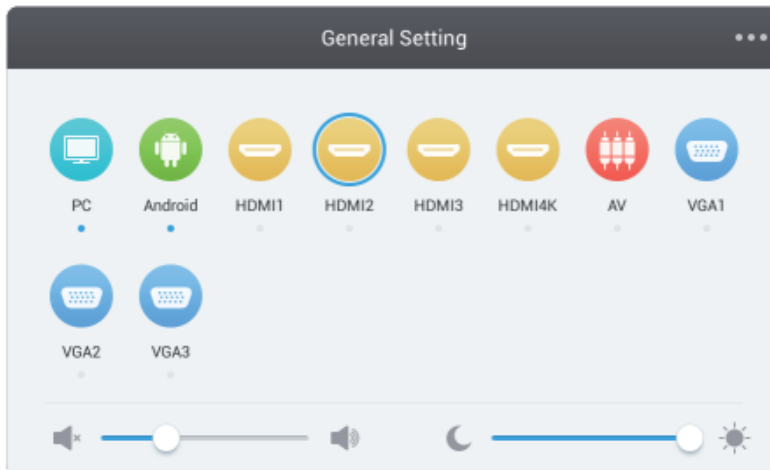 General Setting
PC Android HDMI1 HDMI2 HDMI3 HDMI4K AV VGA1
VGA2 VGA3